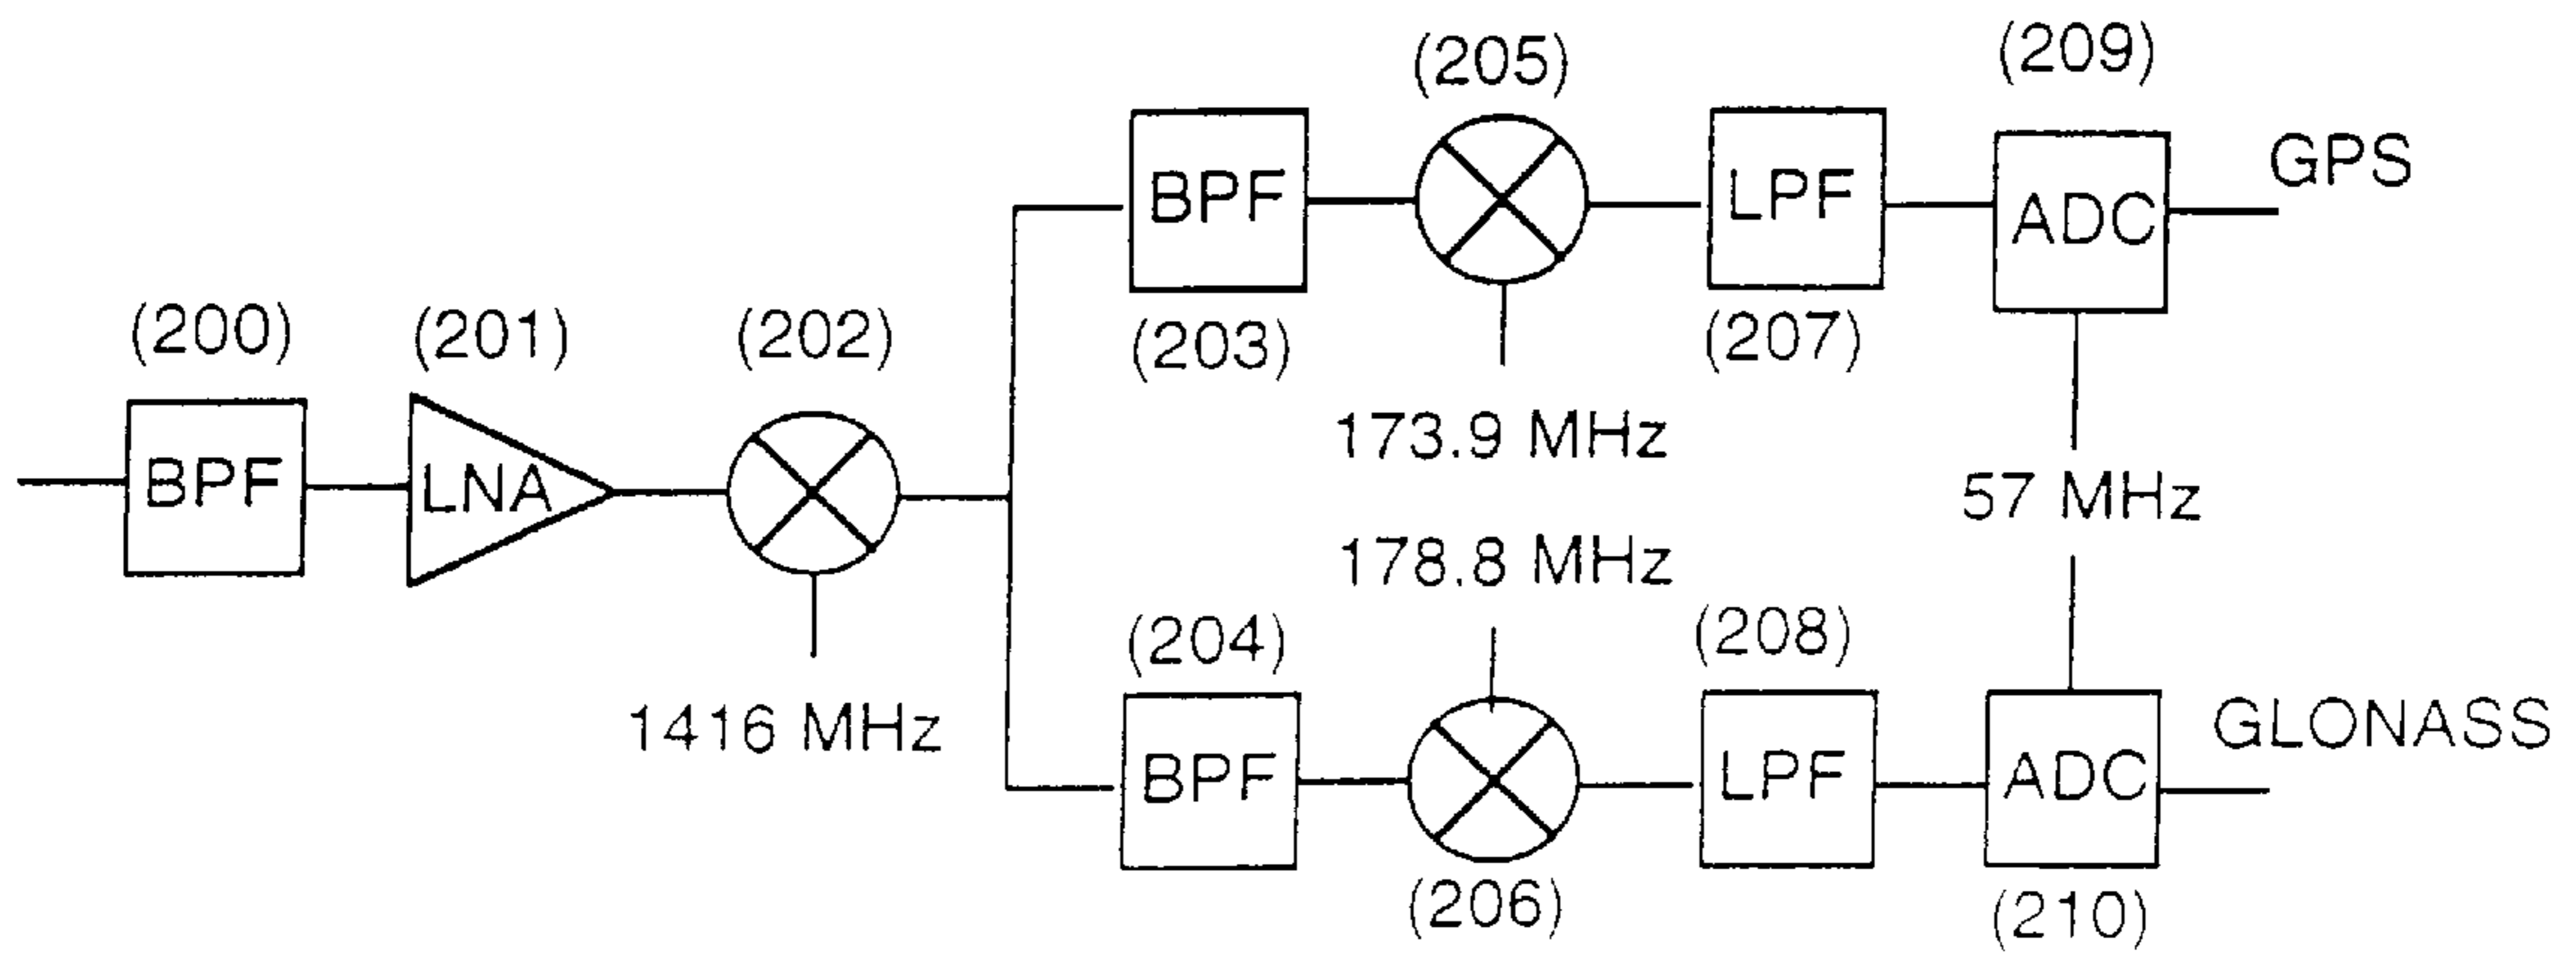 (200)
BPF
(201)
LNA
(202)
1416 MHz
BPF
(203)
(205)
173.9 MHz
LPF
(207)
(209)
ADC
GPS
57 MHz
(204)
BPF
178.8 MHz
(206)
(208)
LPF
ADC
(210)
GLONASS